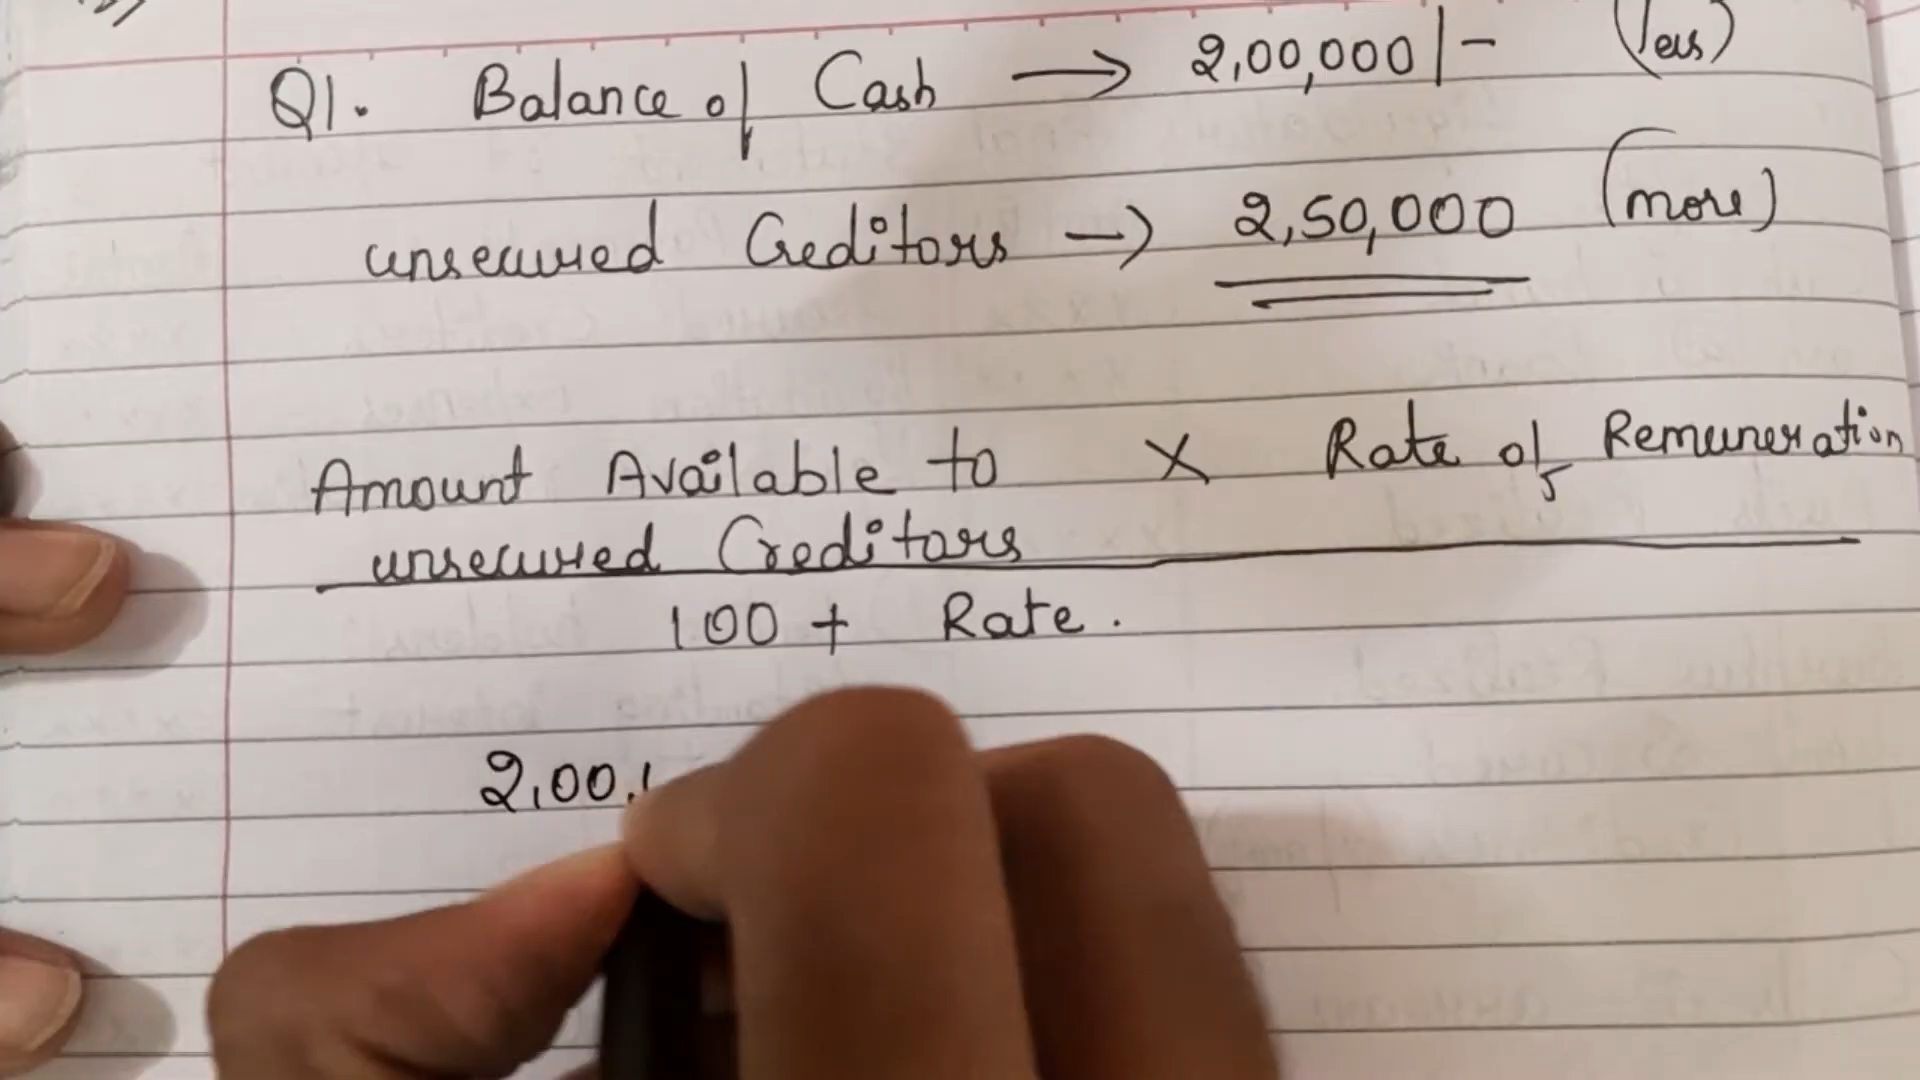 Q1. Balance of Cash → 2,00,000/- (less)
unsecured Creditors → 2,50,000 (more)
Amount Available to X Rate of Remuneration
unsecured Creditors
100 + Rate.
2,00,